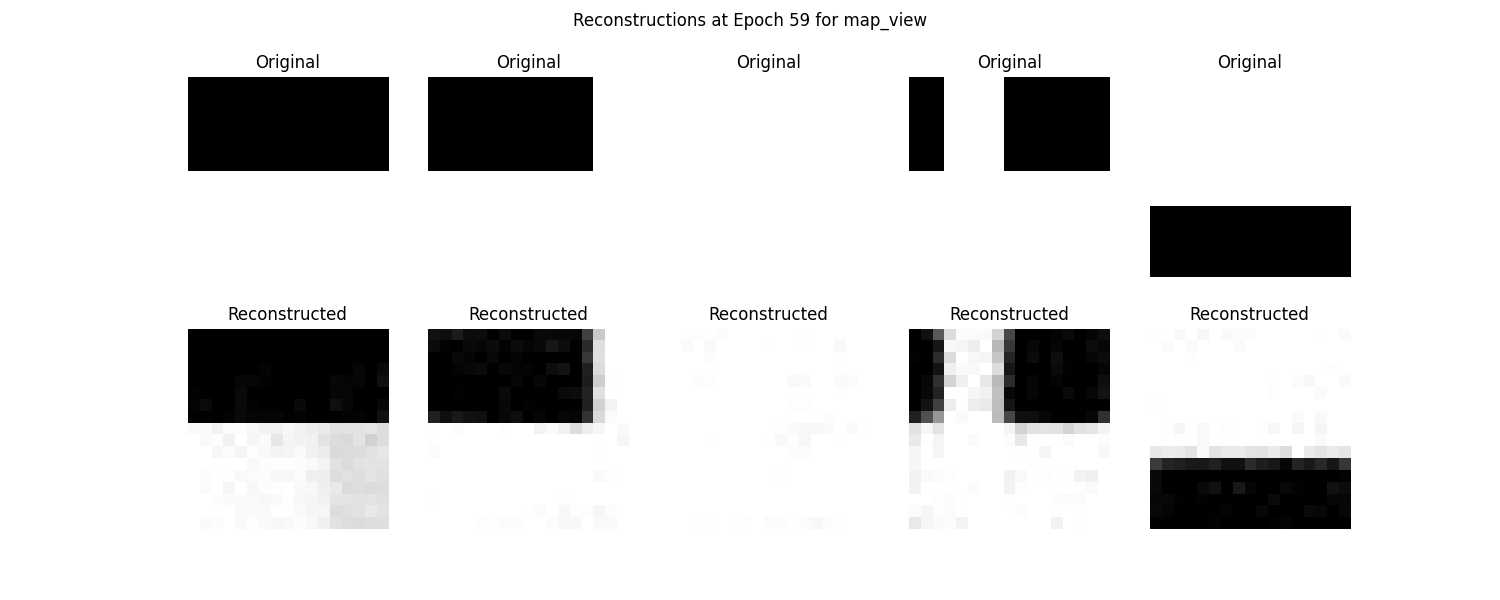 Reconstructions at Epoch 59 for map_view
Original Original Original Original Original
Reconstructed Reconstructed Reconstructed Reconstructed Reconstructed